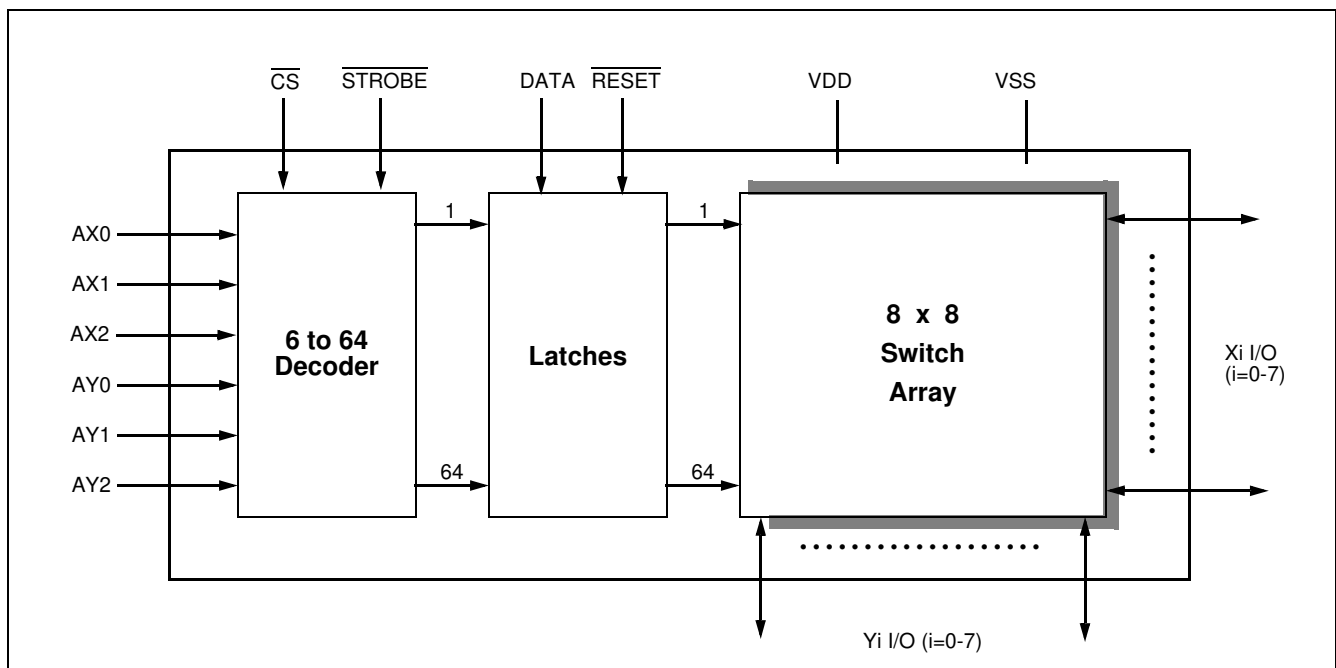 CS STROBE DATA RESET VDD VSS
AX0
AX1
AX2
AY0
AY1
AY2
1
64
6 to 64
Decoder
Latches
1
64
8 x 8
Switch
Array
Xi I/O
(i=0-7)
Yi I/O (i=0-7)